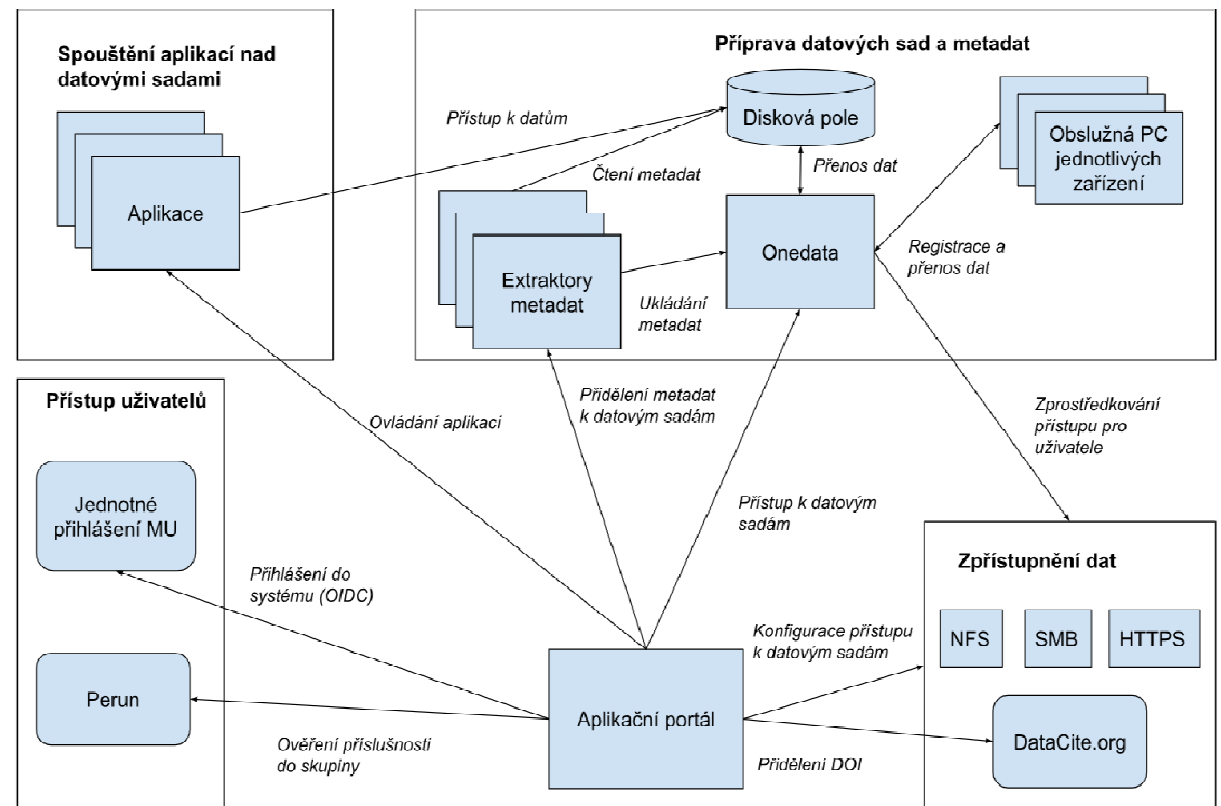 Spouštění aplikací nad
datovými sadami
Aplikace
Příprava datových sad a metadat
Disková pole
Obslužná PC
jednotlivých
zařízení
Přístup k datům
Čtení metadat
Přenos dat
Extraktory
metadat
Onedata
Registrace a
přenos dat
Ukládání
metadat
Přístup uživatelů
Jednotné
přihlášení MU
Perun
Ovládání aplikací
Přidělení metadat
k datovým sadám
Přístup k datovým
sadám
Zprostředkování
přístupu pro
uživatele
Přihlášení do
systému (OIDC)
Ověření příslušnosti
do skupiny
Aplikační portál
Konfigurace přístupu
k datovým sadám
Přidělení DOI
Zpřístupnění dat
NFS
SMB
HTTPS
DataCite.org